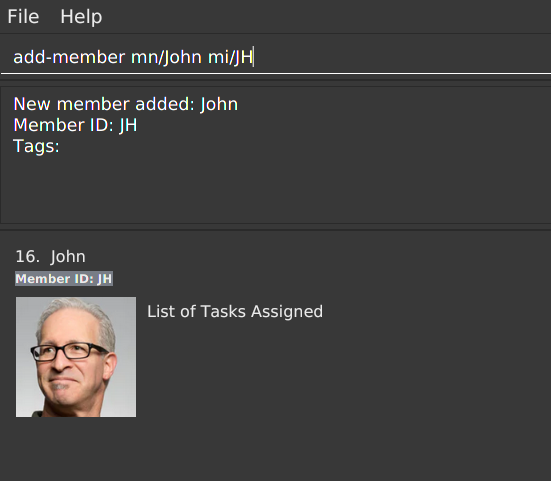 File Help
add-member mn/John mi/JH
New member added: John
Member ID: JH
Tags:
16. John
Member ID: JH
List of Tasks Assigned